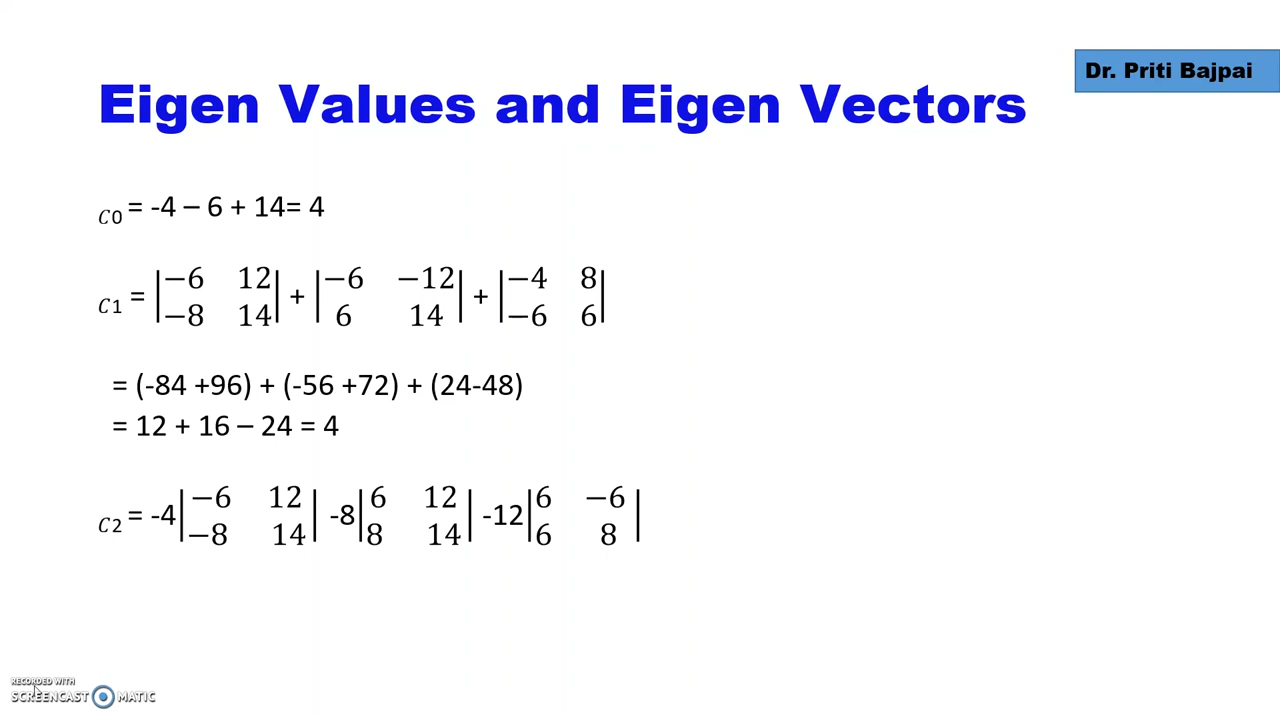 Dr. Priti Bajpai
Eigen Values and Eigen Vectors
C0 = -4 – 6 + 14= 4
C1 = |−6 12| + |−6 −12| + |−4 8|
|−8 14| |6 14| |−6 6|
= (-84 +96) + (-56 +72) + (24-48)
= 12 + 16 – 24 = 4
C2 = -4|−6 12| -8|6 12| -12|6 −6|
|−8 14| |8 14| |6 8|
RECORDED WITH
SCREENCAST MATIC